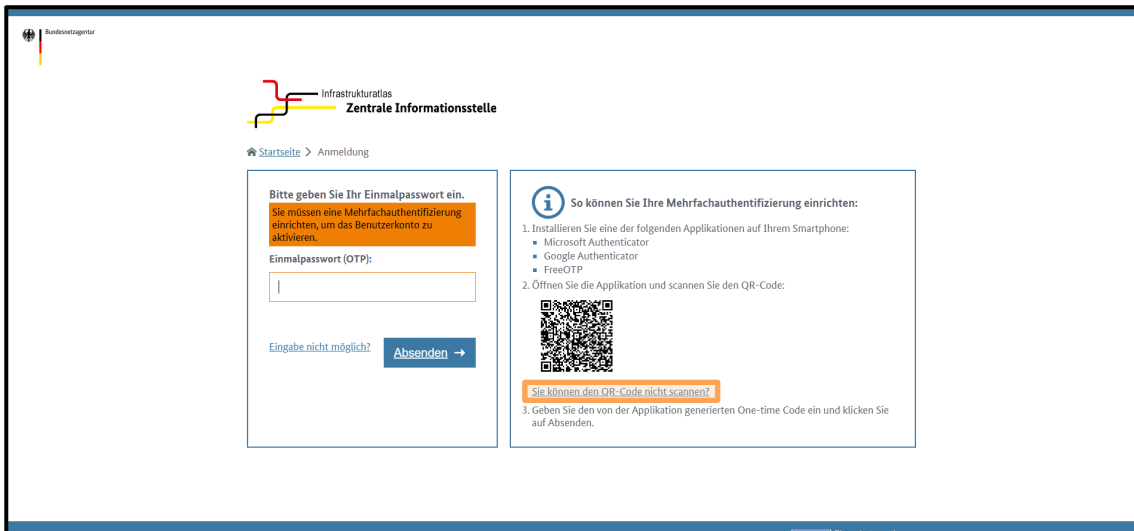 Bundesnetzagentur
Infrastrukturatlas
Zentrale Informationsstelle
Startseite > Anmeldung
Bitte geben Sie Ihr Einmalpasswort ein.
Sie müssen eine Mehrfachauthentifizierung
einrichten, um das Benutzerkonto zu
aktivieren.
Einmalpasswort (OTP):
Eingabe nicht möglich?
Absenden →
So können Sie Ihre Mehrfachauthentifizierung einrichten:
1. Installieren Sie eine der folgenden Applikationen auf Ihrem Smartphone:
▪ Microsoft Authenticator
▪ Google Authenticator
▪ FreeOTP
2. Öffnen Sie die Applikation und scannen Sie den QR-Code:
Sie können den QR-Code nicht scannen?
3. Geben Sie den von der Applikation generierten One-time Code ein und klicken Sie
auf Absenden.